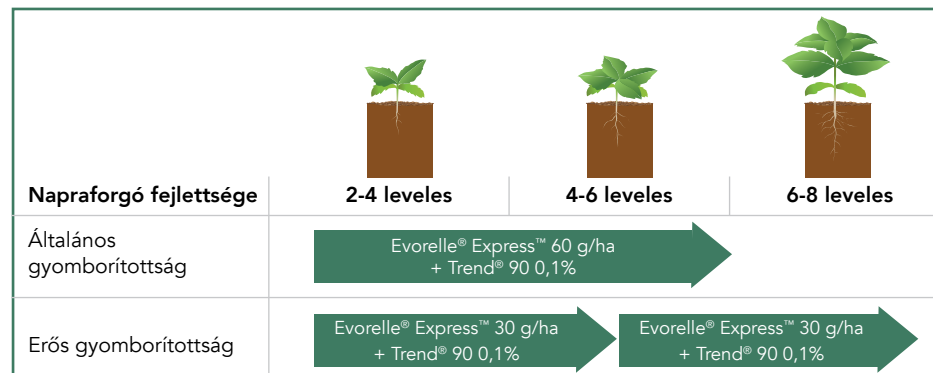 Napraforgó fejlettsége
2-4 leveles
4-6 leveles
6-8 leveles
Általános
gyomborítottság
Evorelle® Express™ 60 g/ha
+ Trend® 90 0,1%
Erős gyomborítottság
Evorelle® Express™ 30 g/ha
+ Trend® 90 0,1%
Evorelle® Express™ 30 g/ha
+ Trend® 90 0,1%